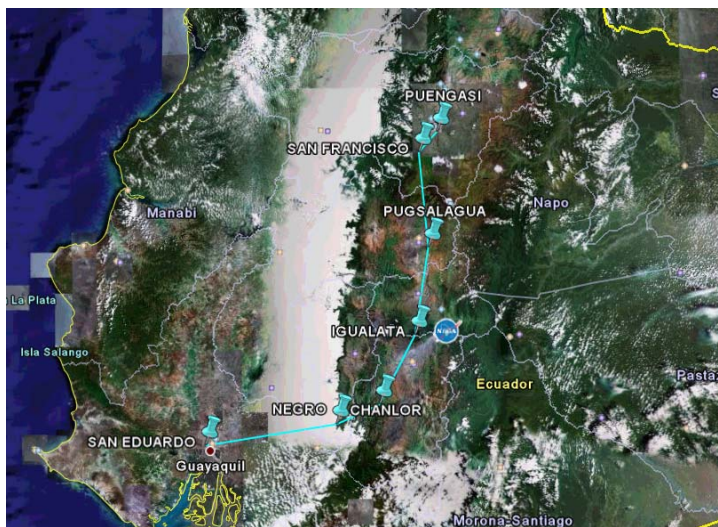 PUENGASI
SAN FRANCISCO
Napo
PUGSALAGUA
Manabi
La Plata
IGUALATA
Isla Salango
Ecuador
Pastaz
NEGRO
CHANLOR
SAN EDUARDO
Guayaquil
Morona-Santiago